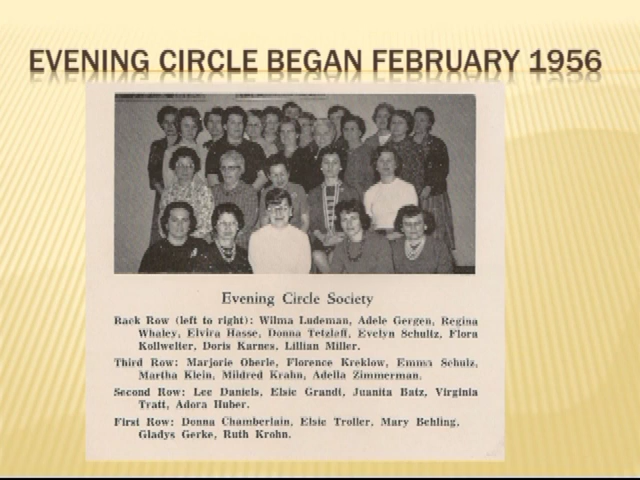 EVENING CIRCLE BEGAN FEBRUARY 1956
Evening Circle Society
Back Row (left to right): Wilma Ludeman, Adele Gergen, Regina
Whaley, Elvira Hasse, Donna Tetzlaff, Evelyn Schultz, Flora
Kollwelter, Doris Karnes, Lillian Miller.
Third Row: Marjorie Oberle, Florence Kreklow, Emma Schulz,
Martha Klein, Mildred Krahn, Adella Zimmerman.
Second Row: Lee Daniels, Elsie Grandt, Juanita Batz, Virginia
Tratt, Adora Huber.
First Row: Donna Chamberlain, Elsie Troller, Mary Behling,
Gladys Gerke, Ruth Krohn.